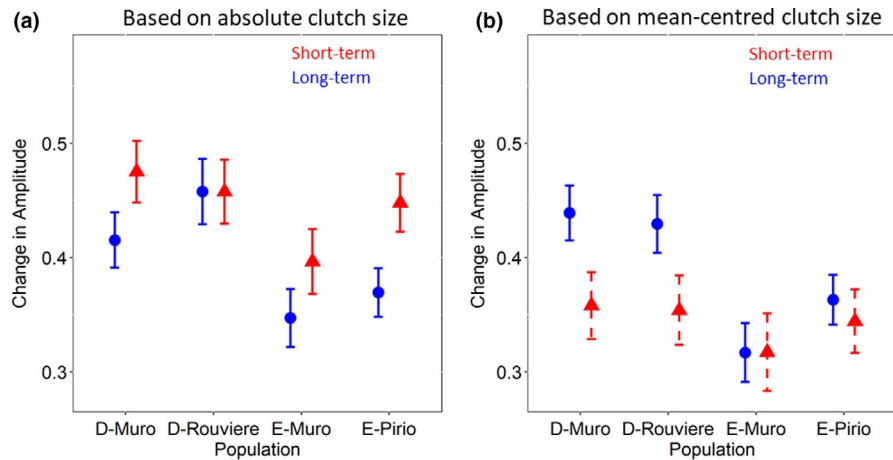 (a) Based on absolute clutch size
Short-term
Long-term
Change in Amplitude
0.5
0.4
0.3
D-Muro D-Rouviere E-Muro E-Pirio
Population
(b) Based on mean-centred clutch size
Short-term
Long-term
Change in Amplitude
0.5
0.4
0.3
D-Muro D-Rouviere E-Muro E-Pirio
Population